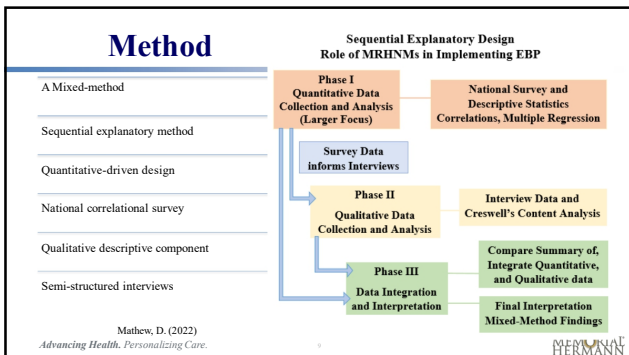 Method
A Mixed-method
Sequential explanatory method
Quantitative-driven design
National correlational survey
Qualitative descriptive component
Semi-structured interviews
Mathew, D. (2022)
Advancing Health. Personalizing Care.
Sequential Explanatory Design
Role of MRHNMs in Implementing EBP
Phase I
Quantitative Data
Collection and Analysis
(Larger Focus)
National Survey and
Descriptive Statistics
Correlations, Multiple Regression
Survey Data
informs Interviews
Phase II
Qualitative Data
Collection and Analysis
Interview Data and
Creswell's Content Analysis
Phase III
Data Integration
and Interpretation
Compare Summary of,
Integrate Quantitative,
and Qualitative data
Final Interpretation
Mixed-Method Findings
9
MEMORIAL
HERMANN